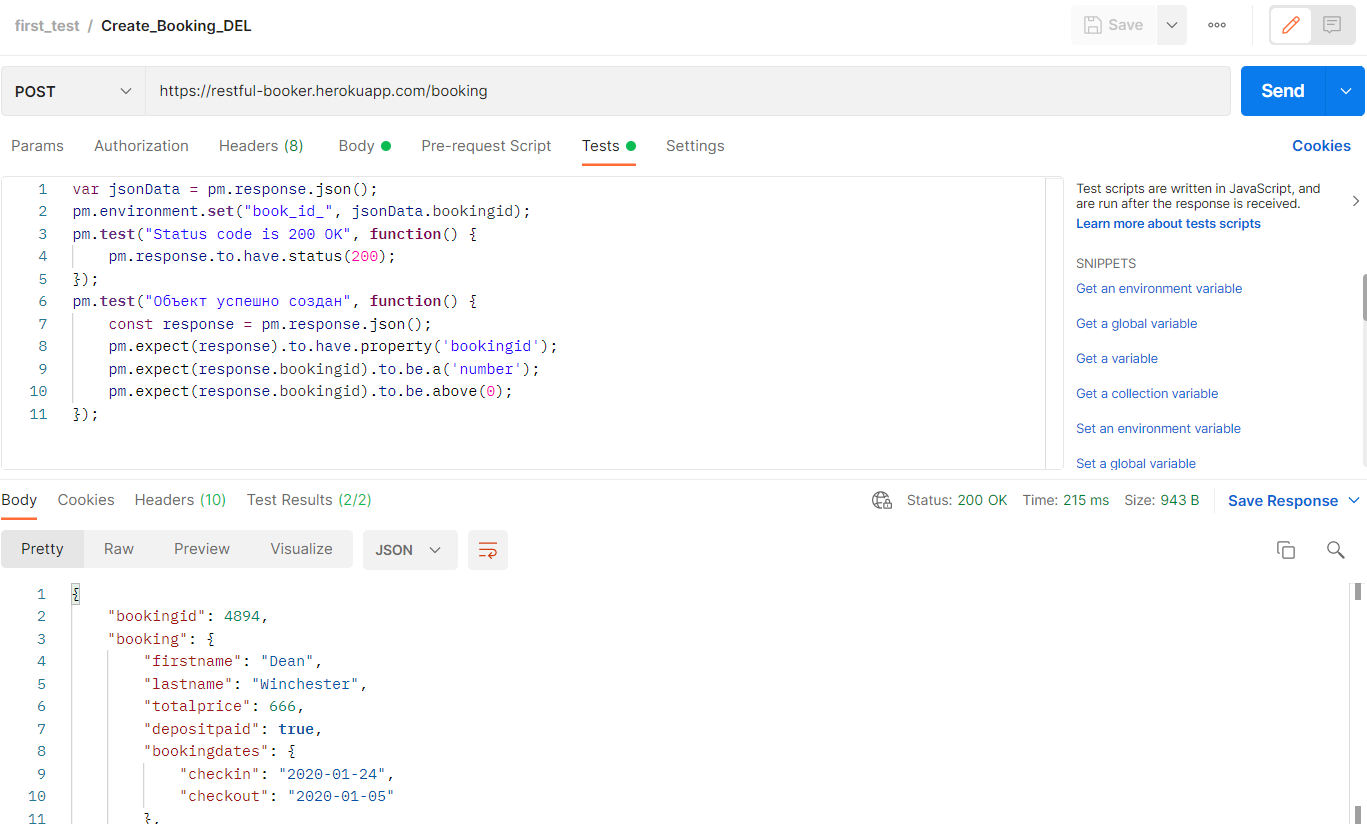 first_test / Create_Booking_DEL
Save
POST
https://restful-booker.herokuapp.com/booking
Send
Params Authorization Headers (8) Body Pre-request Script Tests Settings Cookies
1 var jsonData = pm.response.json();
2 pm.environment.set("book_id_", jsonData.bookingid);
3 pm.test("Status code is 200 OK", function() {
4 pm.response.to.have.status(200);
5 });
6 pm.test("Объект успешно создан", function() {
7 const response = pm.response.json();
8 pm.expect(response).to.have.property('bookingid');
9 pm.expect(response.bookingid).to.be.a('number');
10 pm.expect(response.bookingid).to.be.above(0);
11 });
Test scripts are written in JavaScript, and
are run after the response is received.
Learn more about tests scripts
SNIPPETS
Get an environment variable
Get a global variable
Get a variable
Get a collection variable
Set an environment variable
Set a global variable
Body Cookies Headers (10) Test Results (2/2) Status: 200 OK Time: 215 ms Size: 943 B Save Response
Pretty Raw Preview Visualize JSON
1 {
2 "bookingid": 4894,
3 "booking": {
4 "firstname": "Dean",
5 "lastname": "Winchester",
6 "totalprice": 666,
7 "depositpaid": true,
8 "bookingdates": {
9 "checkin": "2020-01-24",
10 "checkout": "2020-01-05"
11 },